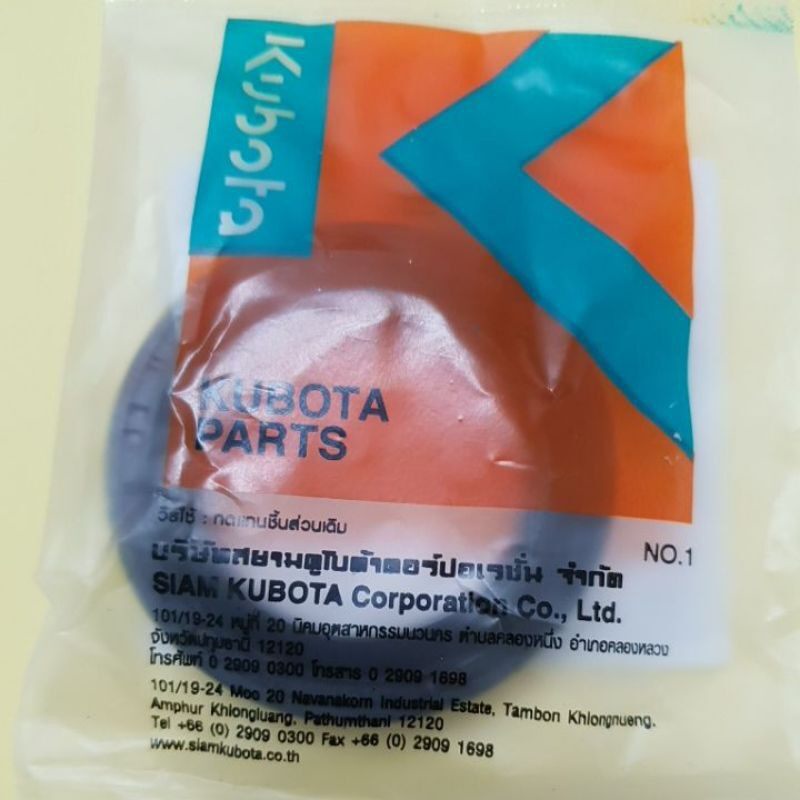 Kubota
KUBOTA
PARTS
วิธีใช้ : ทดแทนชิ้นส่วนเดิม
NO.1
บริษัทสยามคูโบต้าคอร์ปอเรชั่น จำกัด
SIAM KUBOTA Corporation Co., Ltd.
101/19-24 หมู่ที่ 20 นิคมอุตสาหกรรมนวนคร ตำบลคลองหนึ่ง อำเภอคลองหลวง
จังหวัดปทุมธานี 12120
โทรศัพท์ 0 2909 0300 โทรสาร 0 2909 1698
101/19-24 Moo 20 Navanakorn Industrial Estate, Tambon Khlongnueng,
Amphur Khlongluang, Pathumthani 12120
Tel +66 (0) 2909 0300 Fax +66 (0) 2909 1698
www.siamkubota.co.th